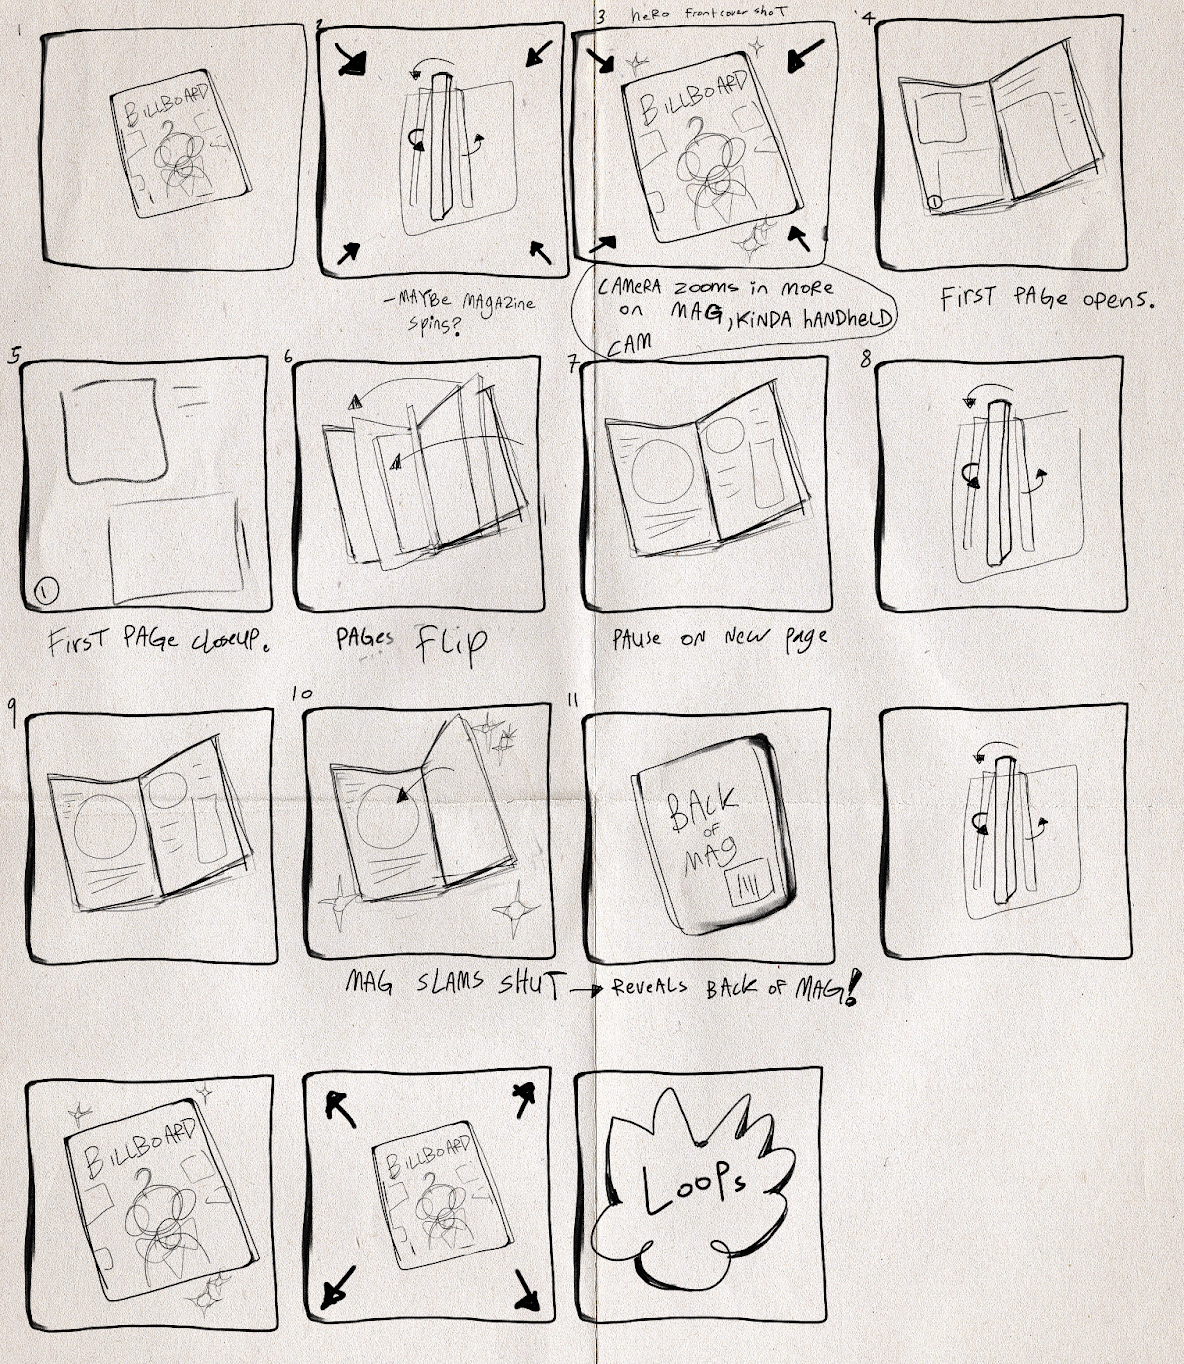 1
BILLBOARD
2
-MAYBE MAGAZINE
spins?
3 heRo frontcover shoT
BILLBOARD
CAMeRA zooms in moRe
on MAG, KINDA hANDheLD
CAM
4
1
FirsT PAGe opens.
5
1
FirsT PAGe closeup.
6
PAGes flip
7
PAUse ON New page
8
9
10
MAG SLAMS SHUT → ReveALS BACK of MAG!
11
BACK
OF
MAG
BILLBOARD
BILLBOARD
LOOPs